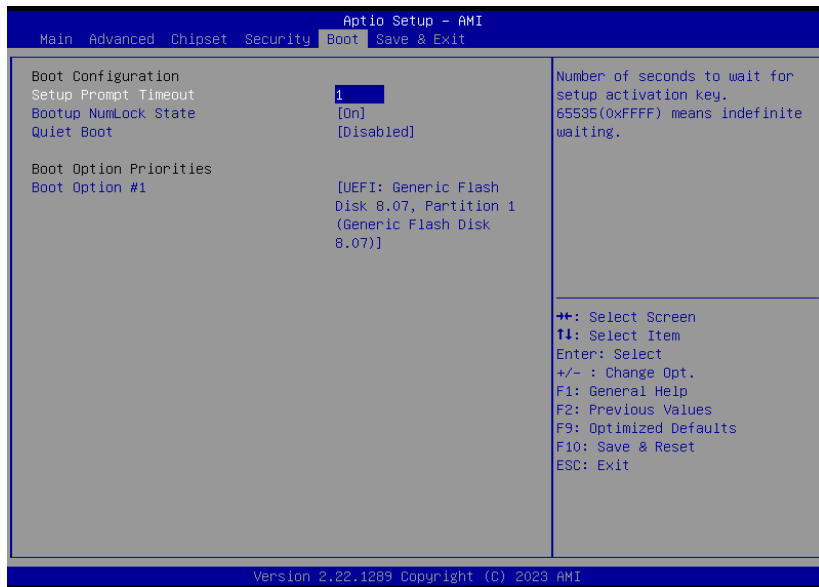 Aptio Setup – AMI
Main Advanced Chipset Security Boot Save & Exit
Boot Configuration
Setup Prompt Timeout 1
Bootup NumLock State [On]
Quiet Boot [Disabled]
Boot Option Priorities
Boot Option #1 [UEFI: Generic Flash
Disk 8.07, Partition 1
(Generic Flash Disk
8.07)]
Number of seconds to wait for
setup activation key.
65535(0xFFFF) means indefinite
waiting.
→←: Select Screen
↑↓: Select Item
Enter: Select
+/- : Change Opt.
F1: General Help
F2: Previous Values
F9: Optimized Defaults
F10: Save & Reset
ESC: Exit
Version 2.22.1289 Copyright (C) 2023 AMI